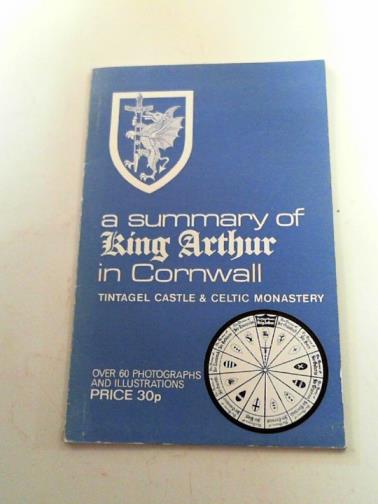 a summary of
King Arthur
in Cornwall
TINTAGEL CASTLE & CELTIC MONASTERY
OVER 60 PHOTOGRAPHS
AND ILLUSTRATIONS
PRICE 30p